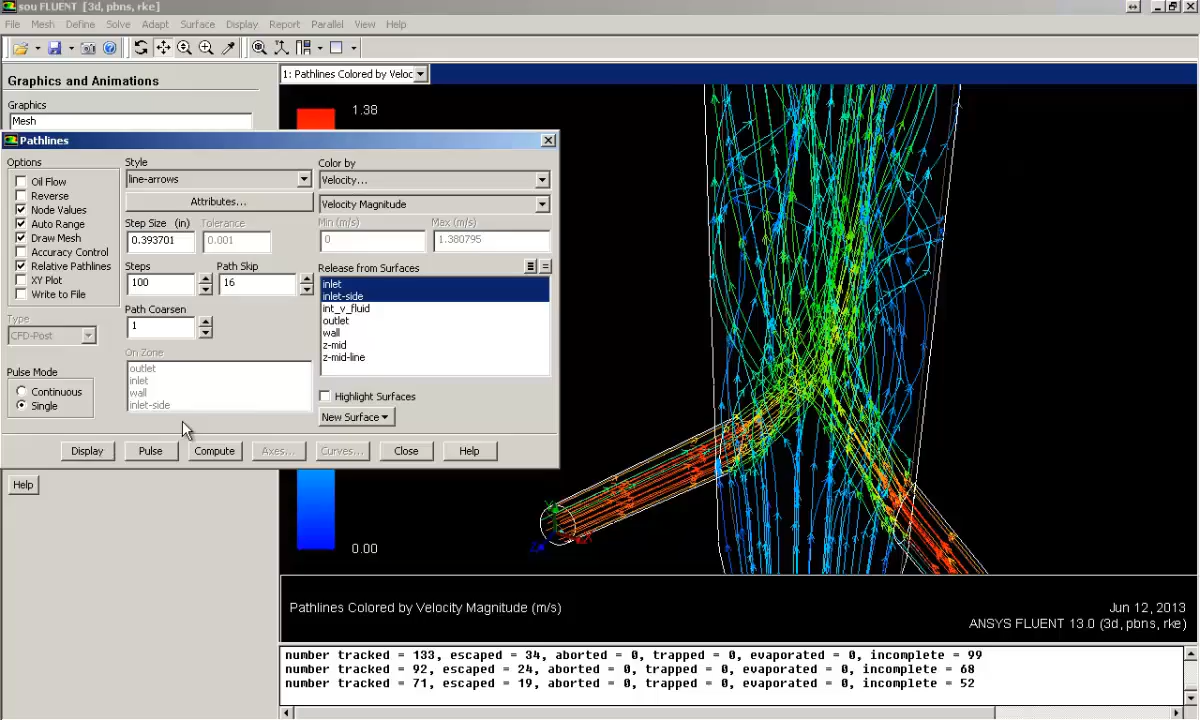 sou FLUENT [3d, pbns, rke]
File Mesh Define Solve Adapt Surface Display Report Parallel View Help
Graphics and Animations
Graphics
Mesh
1: Pathlines Colored by Veloc
1.38
Pathlines
Options
Oil Flow
Reverse
Node Values
Auto Range
Draw Mesh
Accuracy Control
Relative Pathlines
XY Plot
Write to File
Type
CFD-Post
Pulse Mode
Continuous
Single
Style
line-arrows
Attributes...
Step Size (in) Tolerance
0.393701 0.001
Steps Path Skip
100 16
Path Coarsen
1
On Zone
outlet
inlet
wall
inlet-side
Color by
Velocity...
Velocity Magnitude
Min (m/s) Max (m/s)
0 1.380795
Release from Surfaces
inlet
inlet-side
int_v_fluid
outlet
wall
z-mid
z-mid-line
Highlight Surfaces
New Surface
Display Pulse Compute Axes... Curves... Close Help
Help
0.00
Y
Z X
Pathlines Colored by Velocity Magnitude (m/s)
Jun 12, 2013
ANSYS FLUENT 13.0 (3d, pbns, rke)
number tracked = 133, escaped = 34, aborted = 0, trapped = 0, evaporated = 0, incomplete = 99
number tracked = 92, escaped = 24, aborted = 0, trapped = 0, evaporated = 0, incomplete = 68
number tracked = 71, escaped = 19, aborted = 0, trapped = 0, evaporated = 0, incomplete = 52